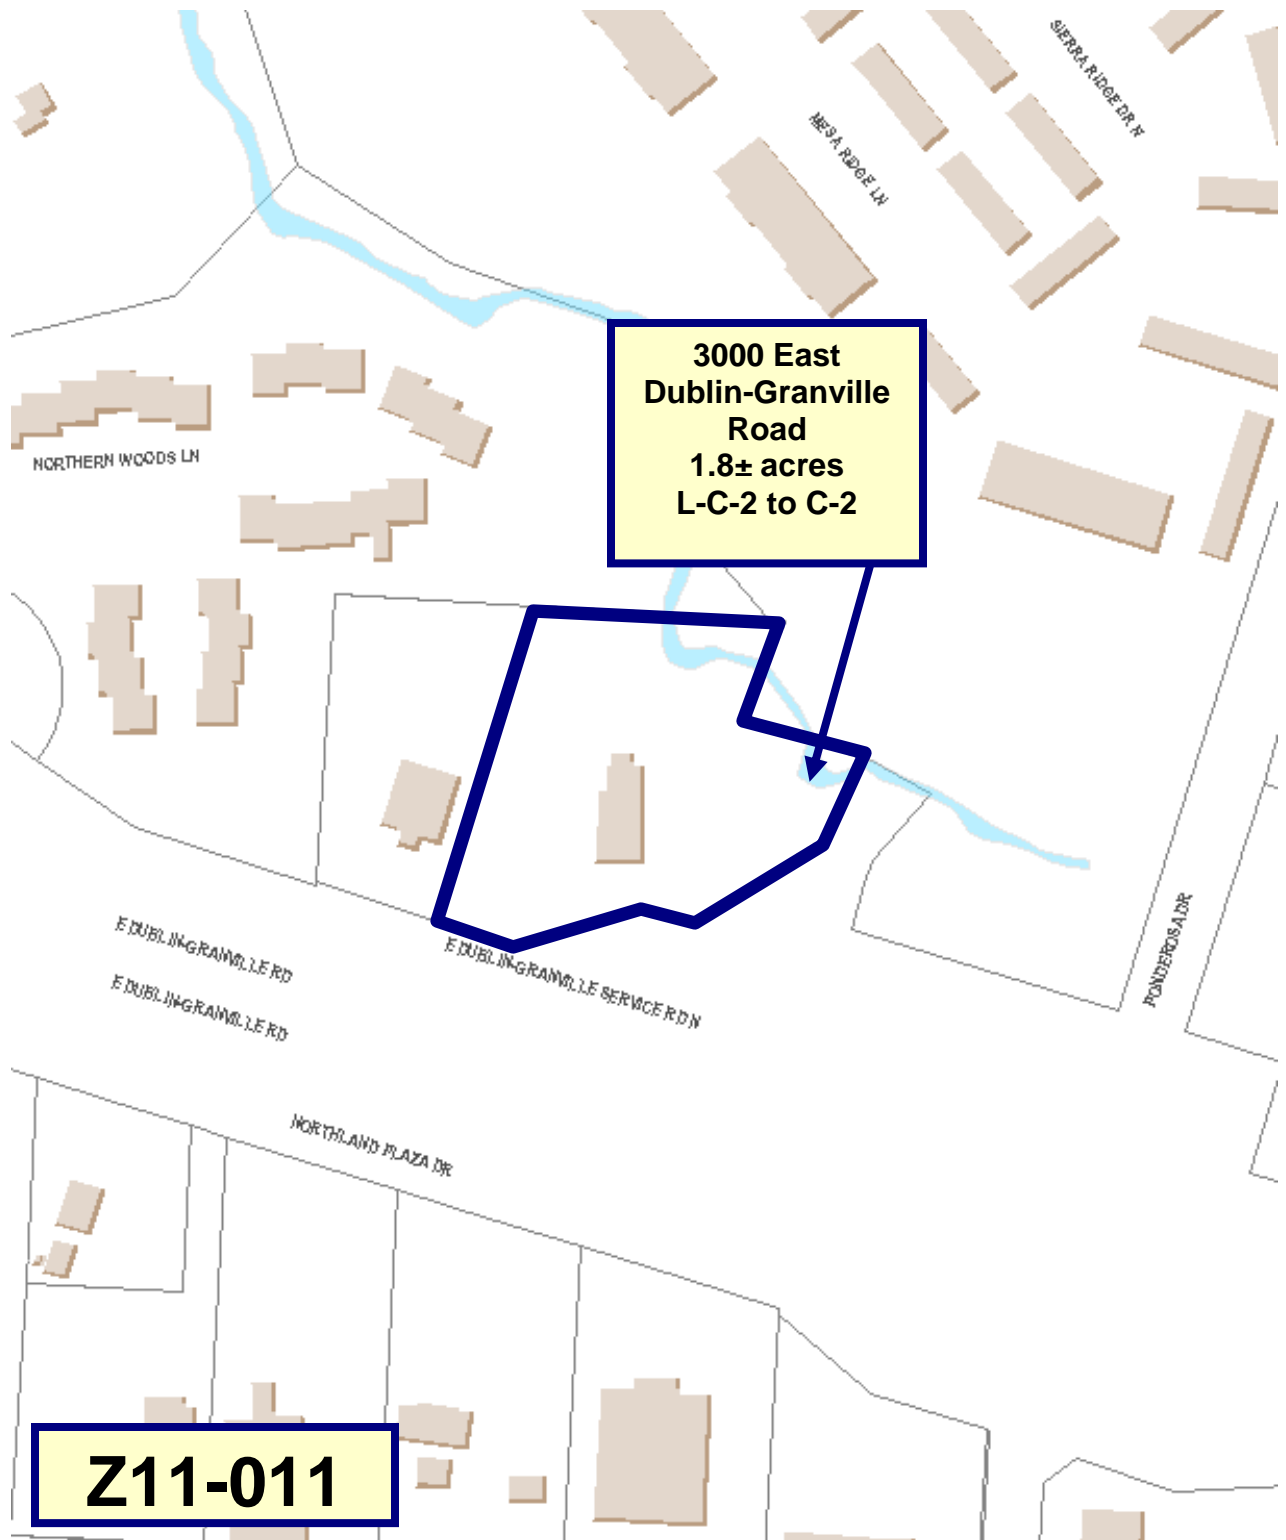 SIERRA RIDGE DR N
MESA RIDGE LN
3000 East
Dublin-Granville
Road
1.8± acres
L-C-2 to C-2
NORTHERN WOODS LN
E DUBLIN-GRANVILLE RD
E DUBLIN-GRANVILLE RD
E DUBLIN-GRANVILLE SERVICE RD N
PONDEROSA DR
NORTHLAND PLAZA DR
Z11-011